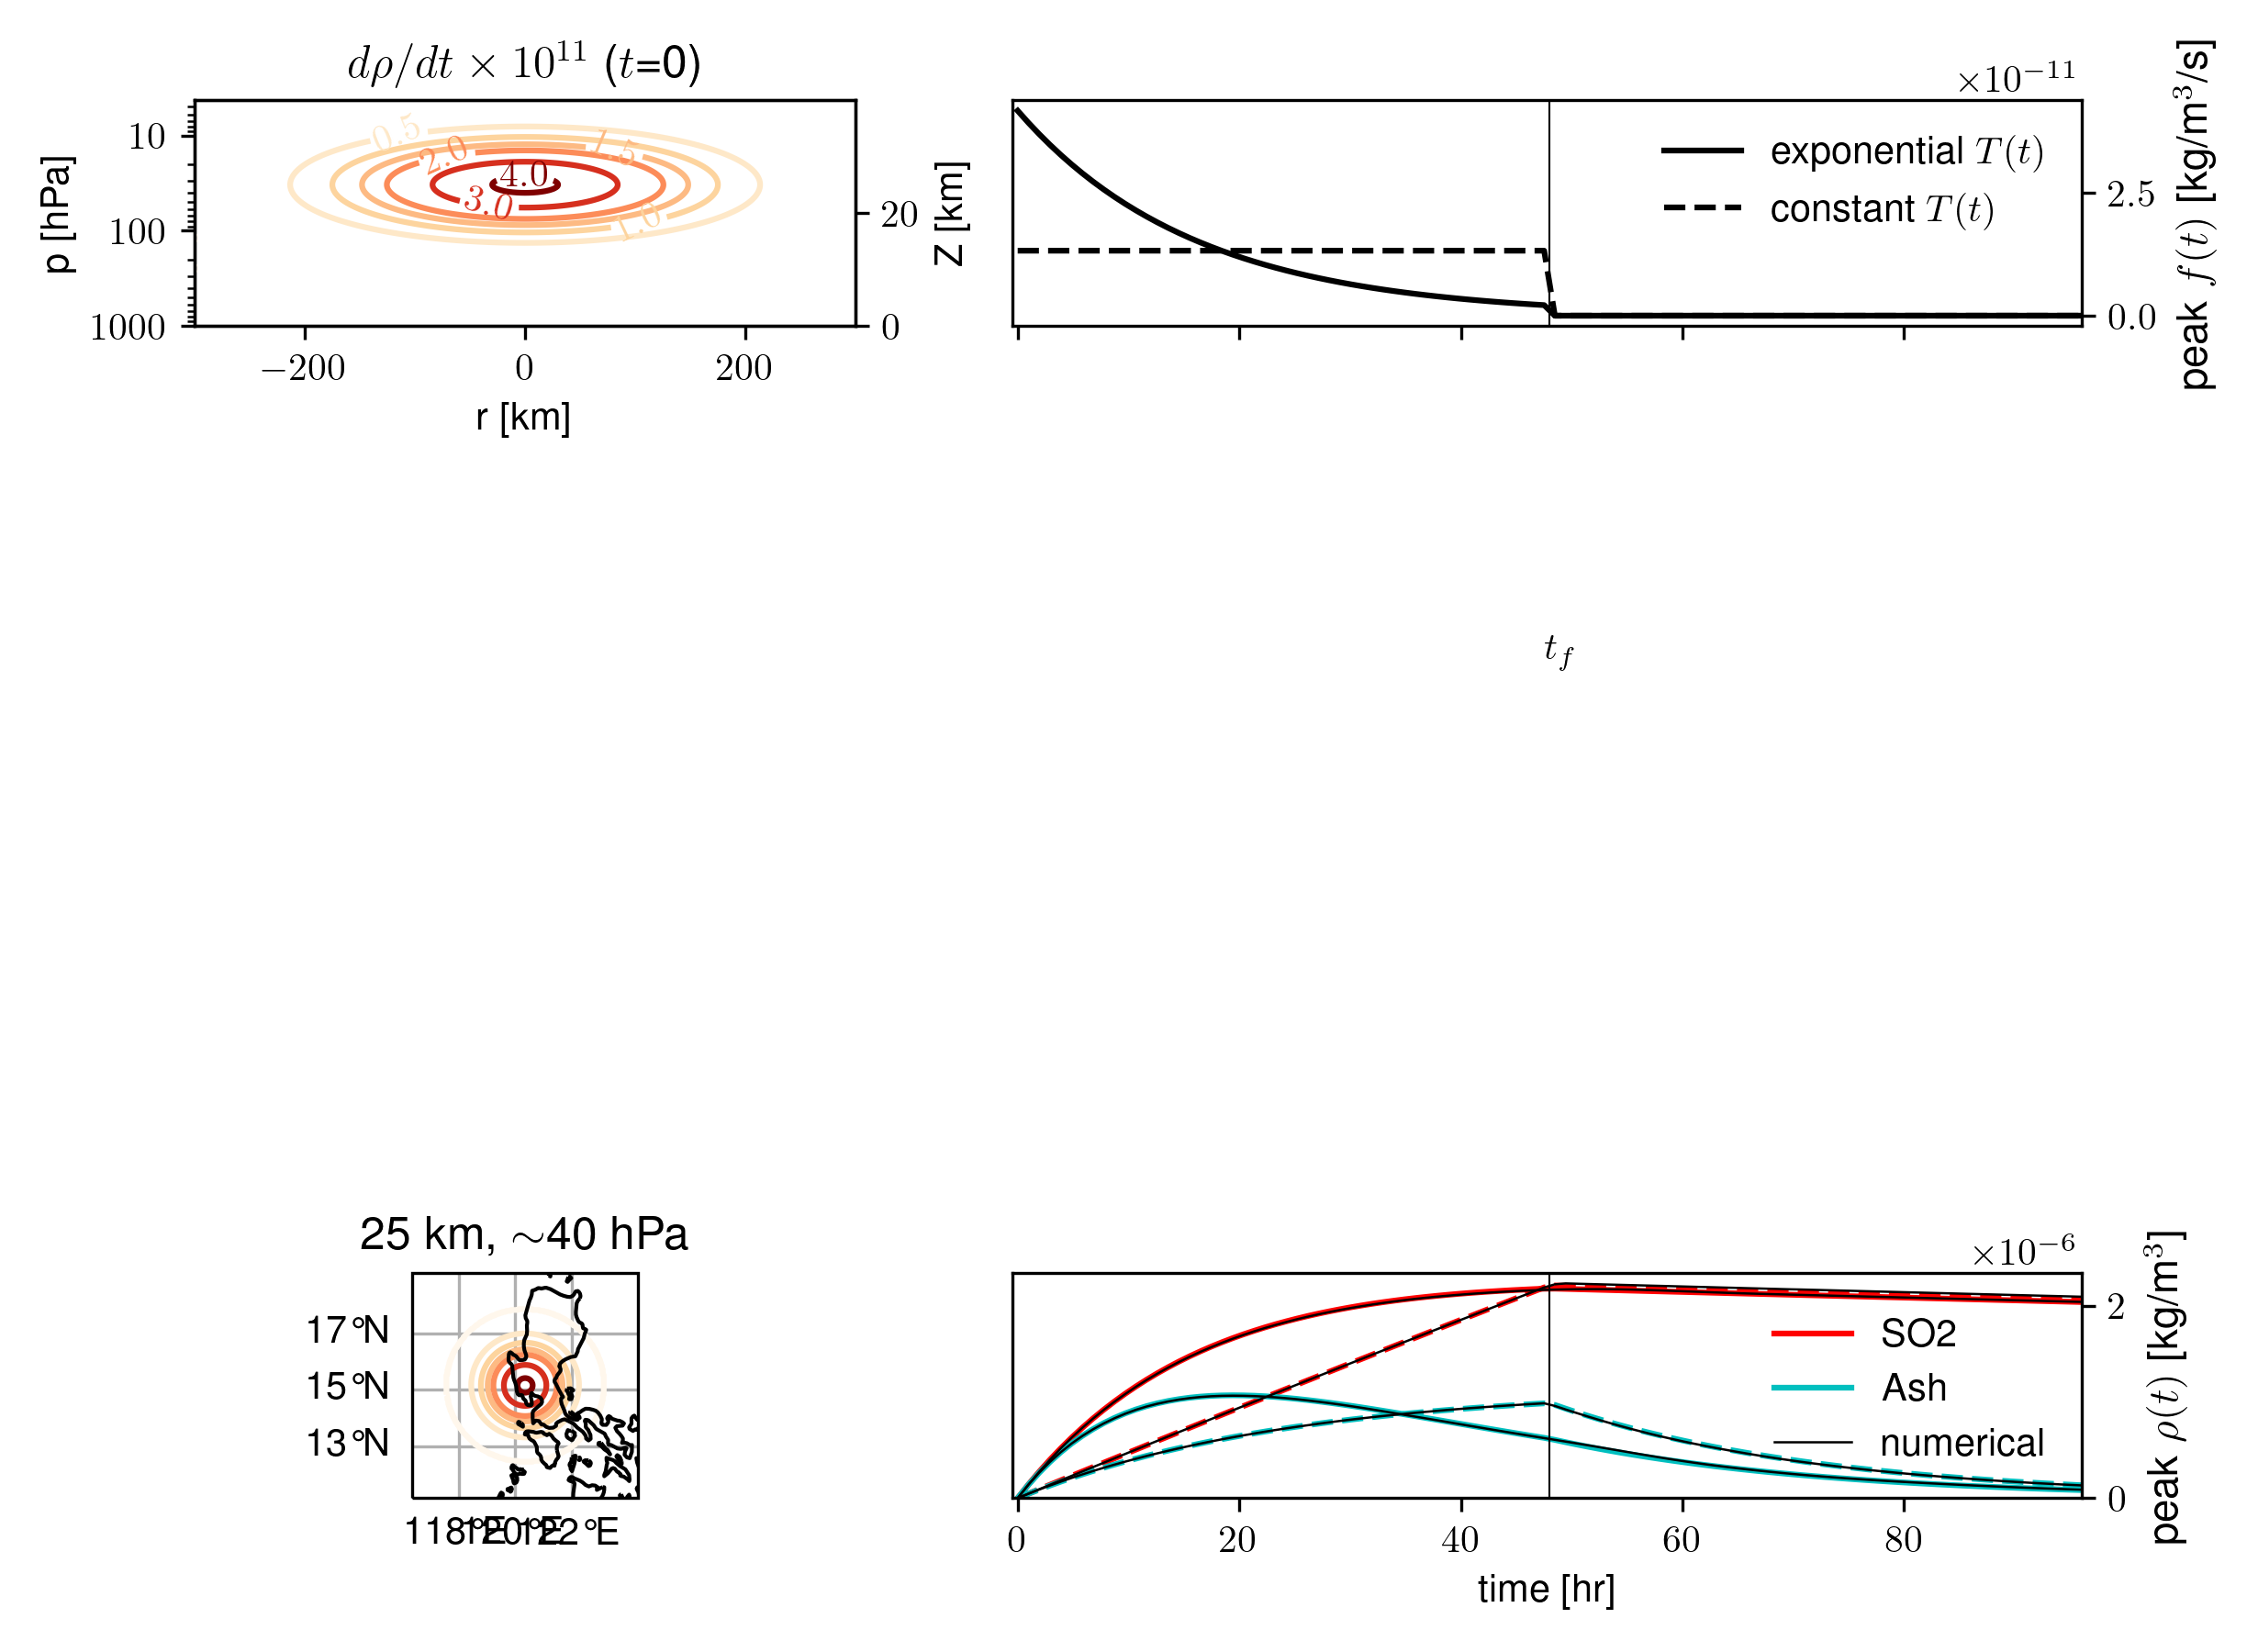 dρ/dt × 10¹¹ (t=0)
p [hPa]
10
100
1000
0.5
2.0
1.5
4.0
3.0
1.0
20
0
Z [km]
−200
0
200
r [km]
×10⁻¹¹
exponential T(t)
constant T(t)
2.5
0.0
peak f(t) [kg/m³/s]
t_f
25 km, ~40 hPa
17°N
15°N
13°N
118°E
120°E
122°E
×10⁻⁶
SO2
Ash
numerical
2
0
peak ρ(t) [kg/m³]
0
20
40
60
80
time [hr]